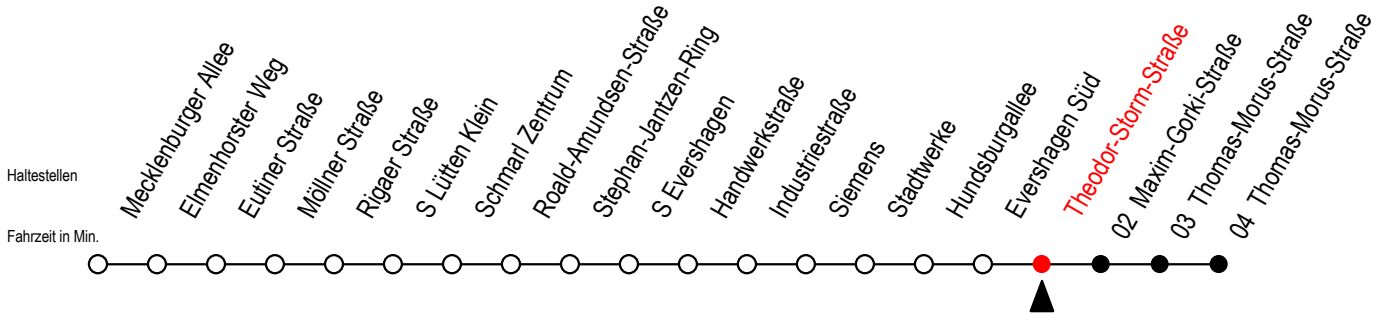 Haltestellen
Fahrzeit in Min.
Mecklenburger Allee
Elmenhorster Weg
Eutiner Straße
Möllner Straße
Rigaer Straße
S Lütten Klein
Schmarl Zentrum
Roald-Amundsen-Straße
Stephan-Jantzen-Ring
S Evershagen
Handwerkstraße
Industriestraße
Siemens
Stadtwerke
Hundsburgallee
Evershagen Süd
Theodor-Storm-Straße
02 Maxim-Gorki-Straße
03 Thomas-Morus-Straße
04 Thomas-Morus-Straße